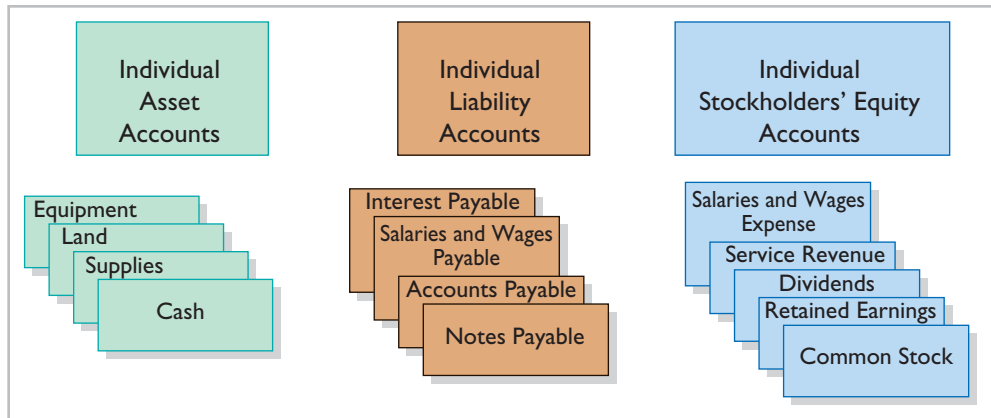 Individual
Asset
Accounts
Individual
Liability
Accounts
Individual
Stockholders' Equity
Accounts
Equipment
Land
Supplies
Cash
Interest Payable
Salaries and Wages
Payable
Accounts Payable
Notes Payable
Salaries and Wages
Expense
Service Revenue
Dividends
Retained Earnings
Common Stock